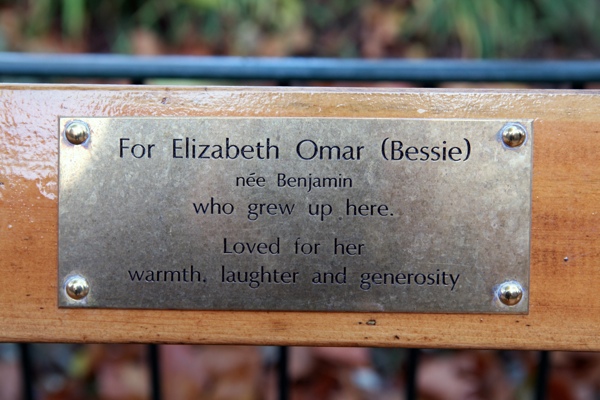 For Elizabeth Omar (Bessie)
née Benjamin
who grew up here.
Loved for her
warmth, laughter and generosity